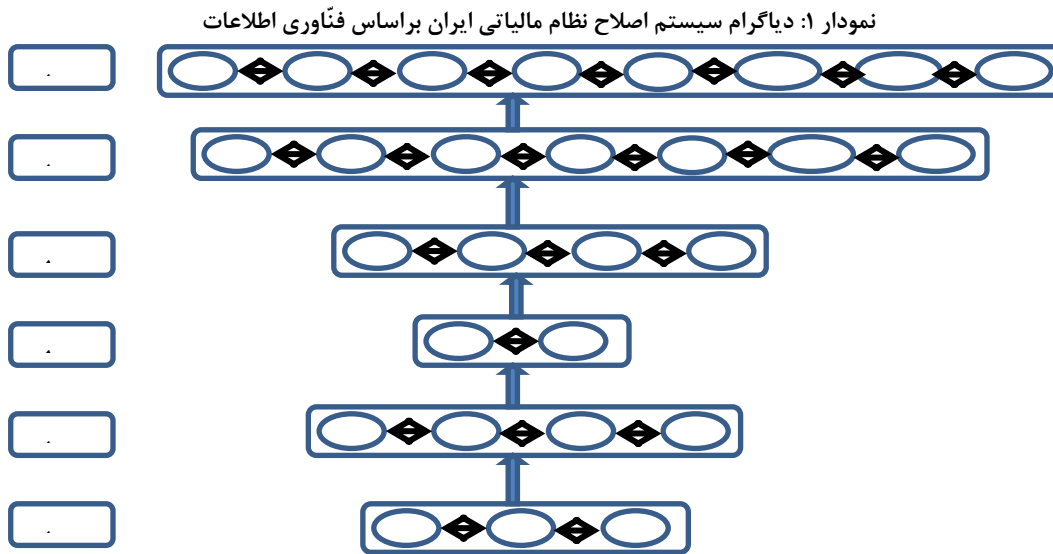 نمودار ۱: دیاگرام سیستم اصلاح نظام مالیاتی ایران براساس فنّاوری اطلاعات